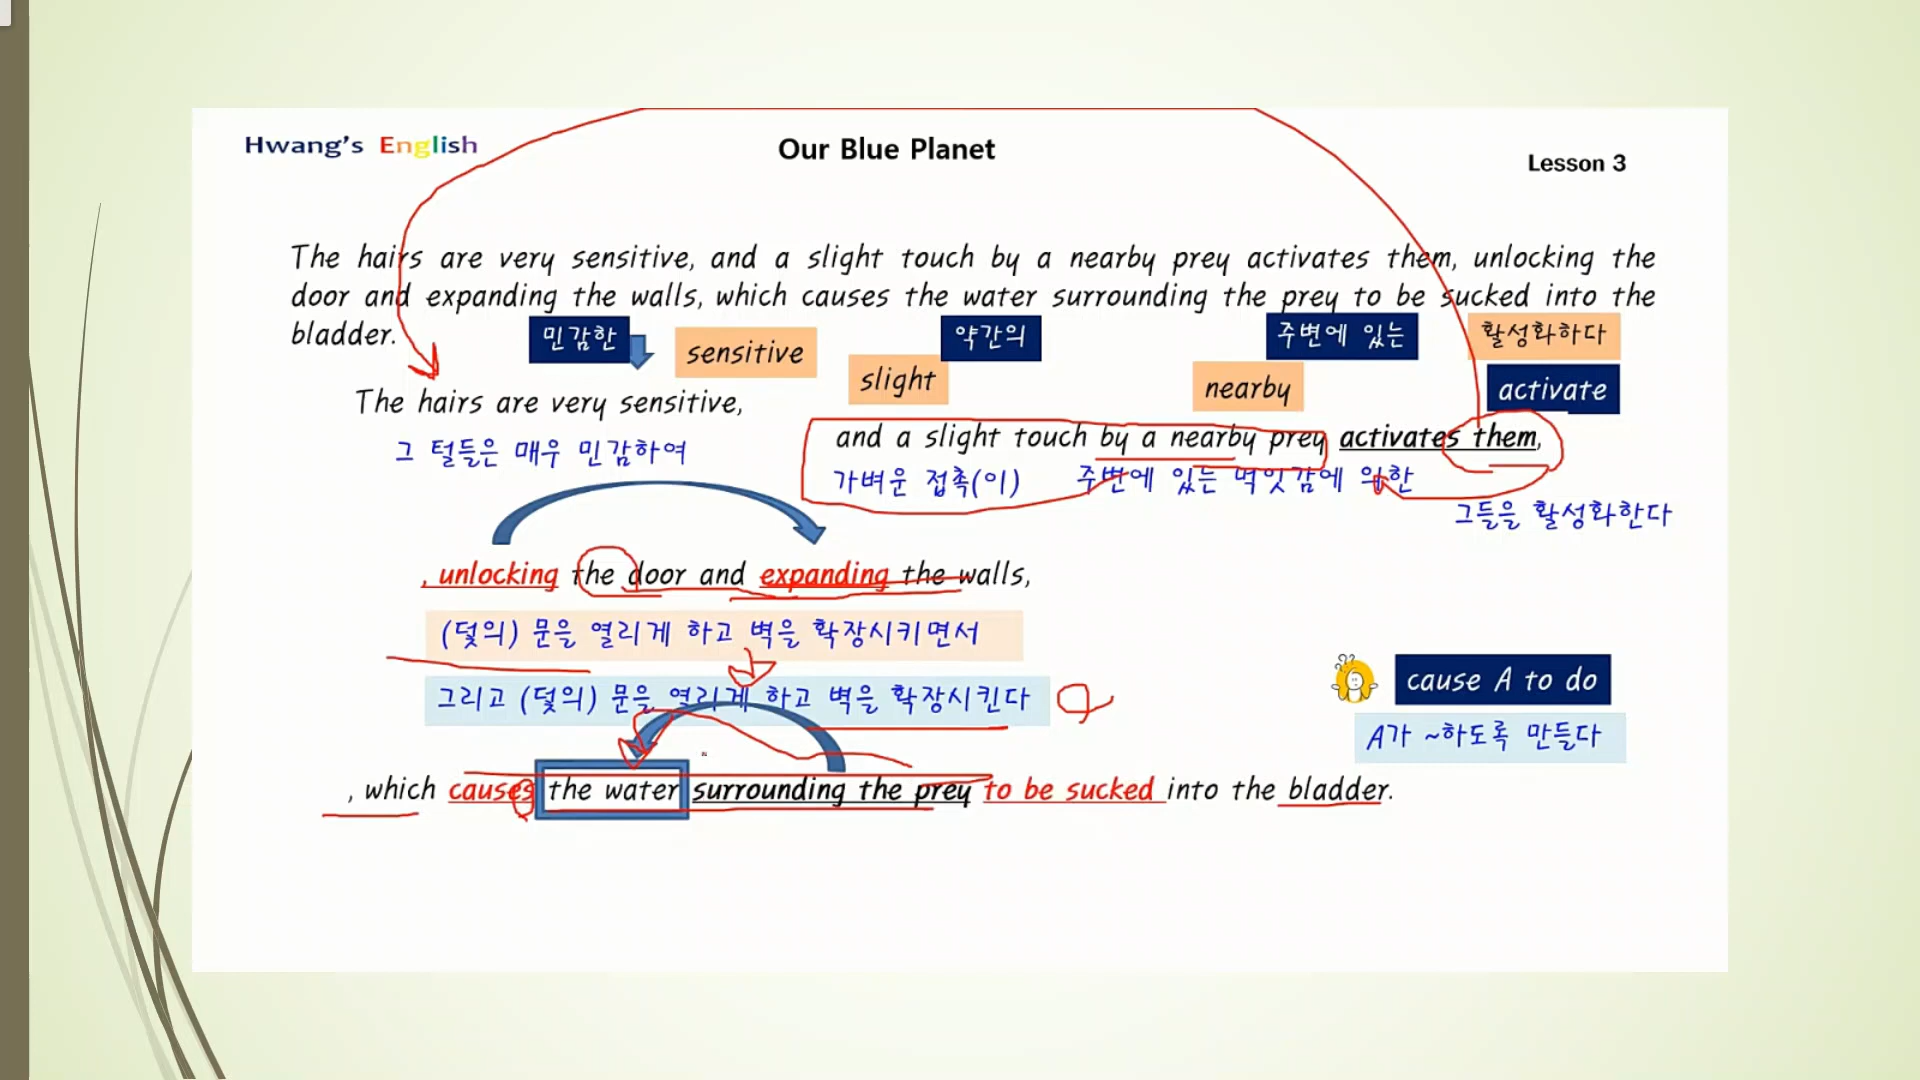 Hwang's English
Our Blue Planet
Lesson 3
The hairs are very sensitive, and a slight touch by a nearby prey activates them, unlocking the
door and expanding the walls, which causes the water surrounding the prey to be sucked into the
bladder.
민감한
sensitive
약간의
slight
주변에 있는
nearby
활성화하다
activate
The hairs are very sensitive,
그 털들은 매우 민감하여
and a slight touch by a nearby prey activates them,
가벼운 접촉(이) 주변에 있는 먹잇감에 의한
그들을 활성화한다
, unlocking the door and expanding the walls,
(덫의) 문을 열리게 하고 벽을 확장시키면서
그리고 (덫의) 문을 열리게 하고 벽을 확장시킨다
??
cause A to do
A가 ~하도록 만들다
, which causes the water surrounding the prey to be sucked into the bladder.